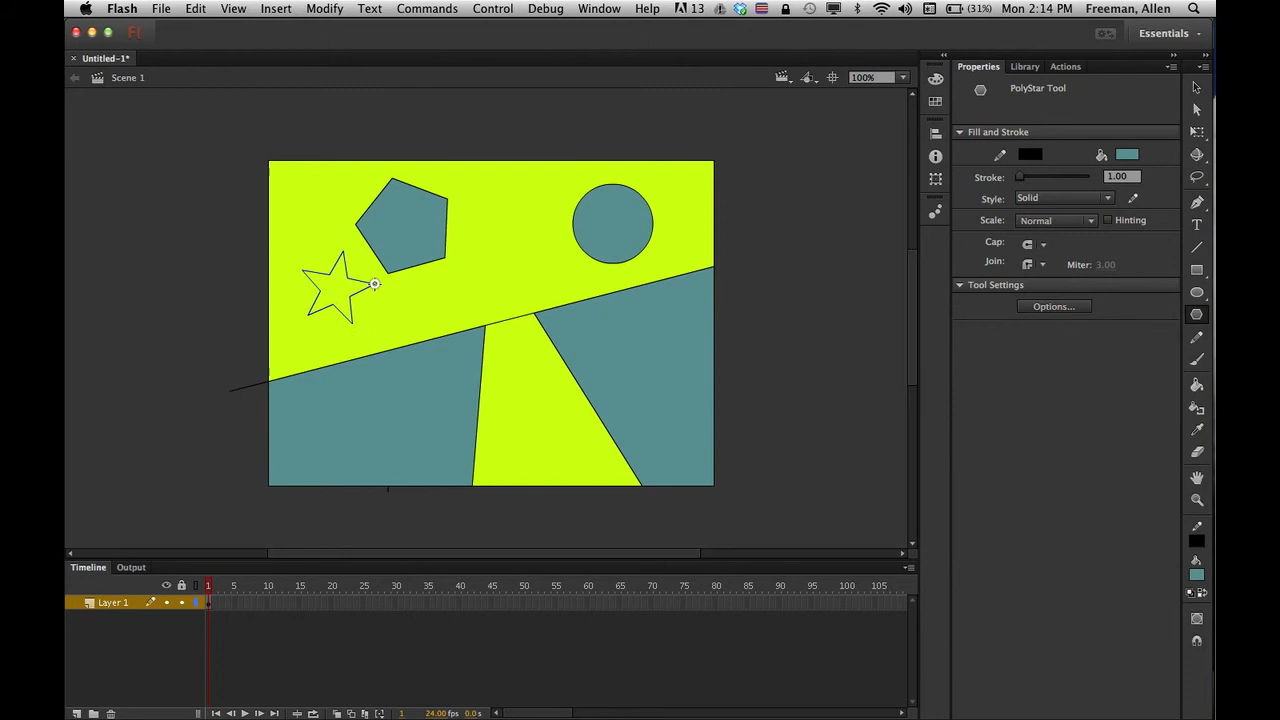 Flash File Edit View Insert Modify Text Commands Control Debug Window Help 13 (31%) Mon 2:14 PM Freeman, Allen
Fl Essentials
Untitled-1*
Scene 1 100%
Properties Library Actions
PolyStar Tool
Fill and Stroke
Stroke: 1.00
Style: Solid
Scale: Normal Hinting
Cap:
Join: Miter: 3.00
Tool Settings
Options...
Timeline Output
1 5 10 15 20 25 30 35 40 45 50 55 60 65 70 75 80 85 90 95 100 105
Layer 1
1 24.00 fps 0.0 s